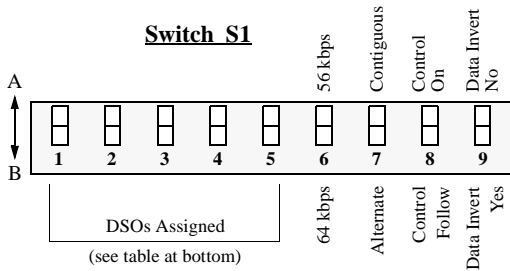 Switch S1
56 kbps
Contiguous
Control
On
Data Invert
No
A
B
1 2 3 4 5 6 7 8 9
64 kbps
Alternate
Control
Follow
Data Invert
Yes
DSOs Assigned
(see table at bottom)